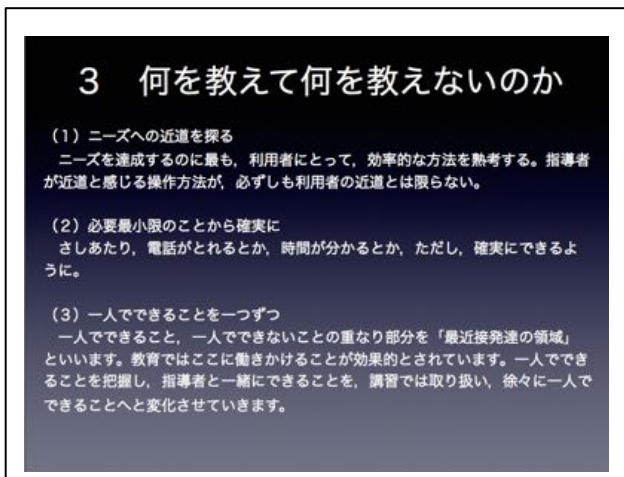 3 何を教えて何を教えないのか
(1)ニーズへの近道を探る
ニーズを達成するのに最も,利用者にとって,効率的な方法を熟考する。指導者
が近道と感じる操作方法が,必ずしも利用者の近道とは限らない。
(2)必要最小限のことから確実に
さしあたり,電話がとれるとか,時間が分かるとか,ただし,確実にできるよ
うに。
(3)一人でできることを一つずつ
一人でできること,一人でできないことの重なり部分を「最近接発達の領域」
といいます。教育ではここに働きかけることが効果的とされています。一人ででき
ることを把握し,指導者と一緒にできることを,講習では取り扱い,徐々に一人で
できることへと変化させていきます。